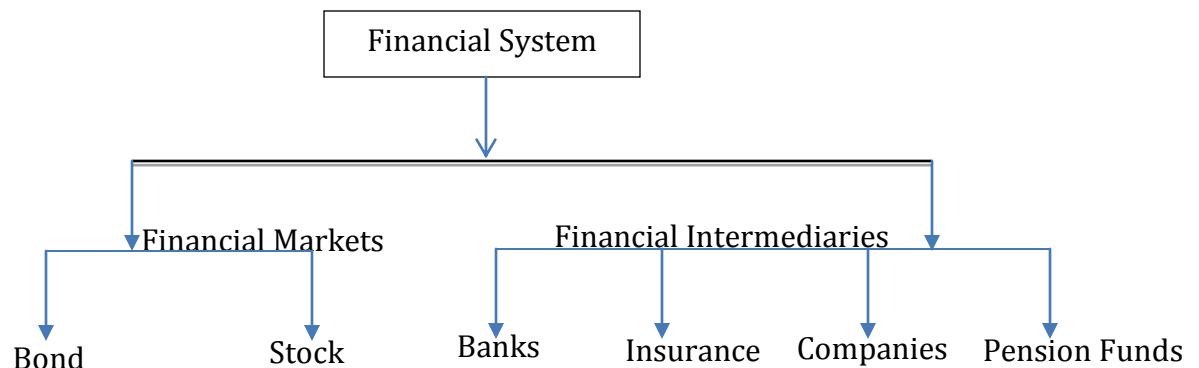 Financial System
Financial Markets
Financial Intermediaries
Bond
Stock
Banks
Insurance
Companies
Pension Funds